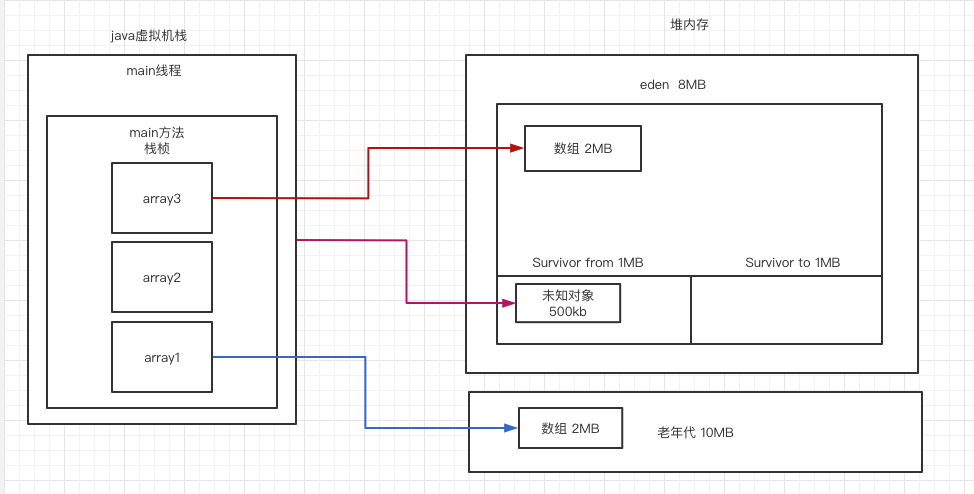 java虚拟机栈
main线程
main方法
栈桢
array3
array2
array1
堆内存
eden  8MB
数组 2MB
Survivor from 1MB
Survivor to 1MB
未知对象
500kb
数组 2MB
老年代 10MB